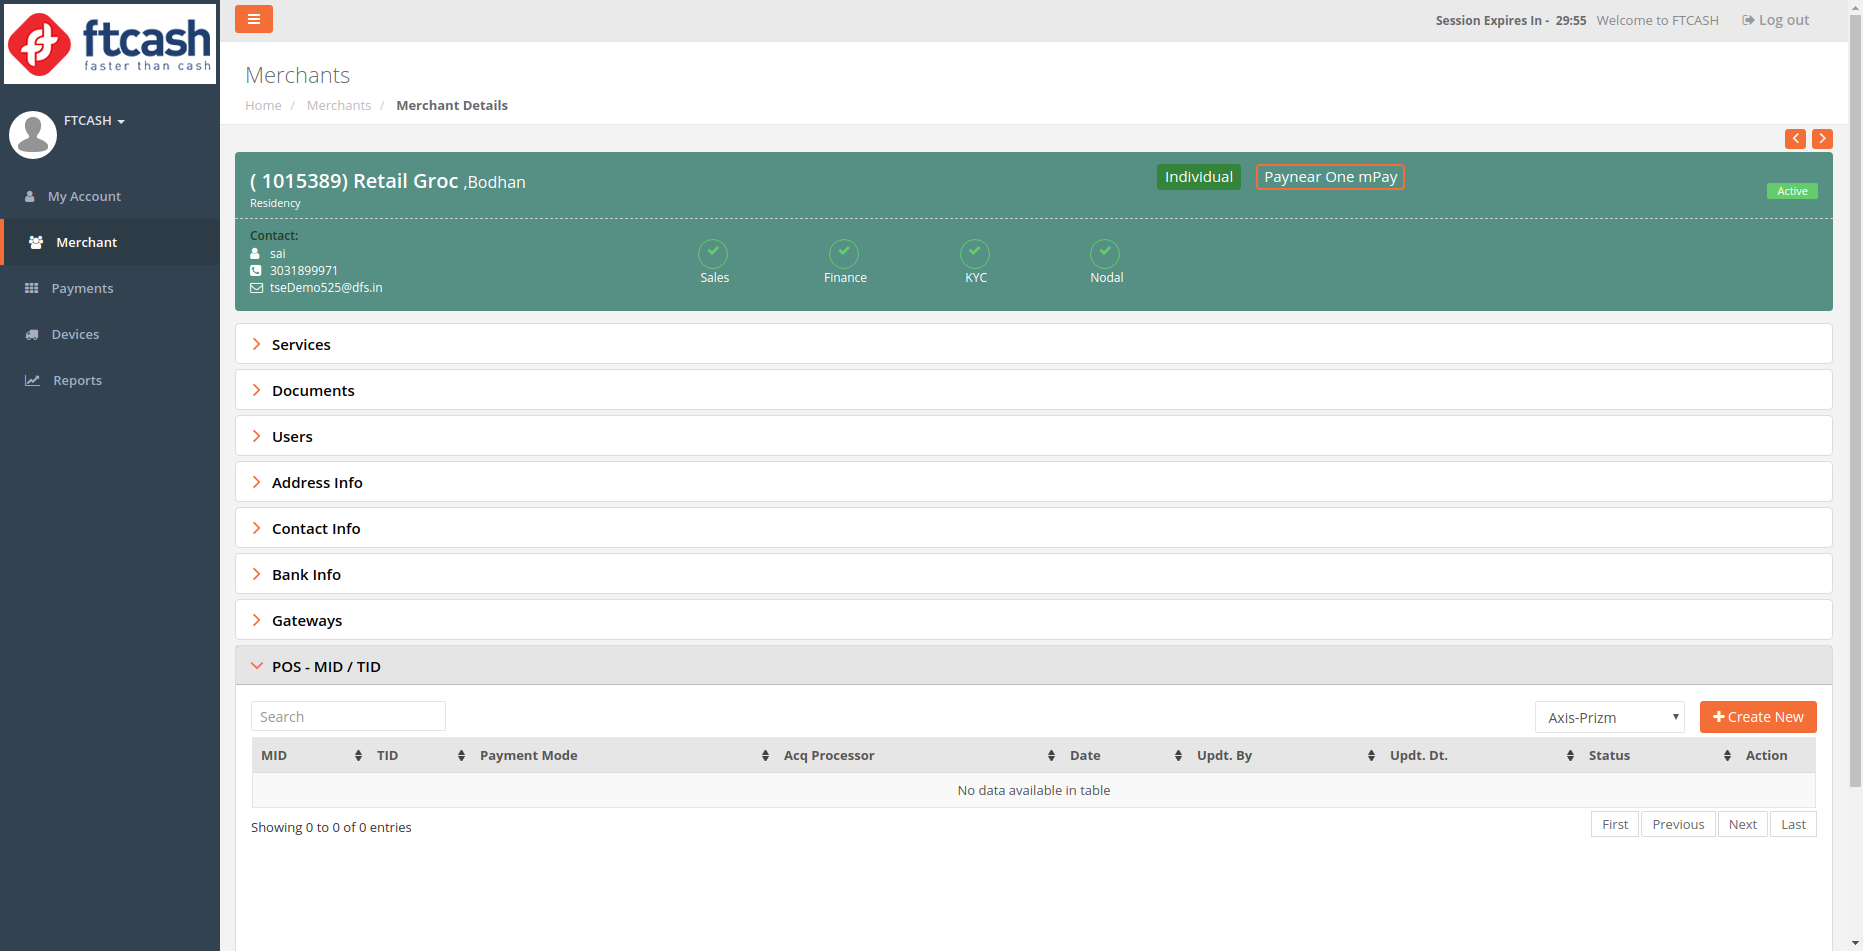 ftcash
faster than cash
Session Expires In - 29:55 Welcome to FTCASH Log out
FTCASH
My Account
Merchant
Payments
Devices
Reports
Merchants
Home / Merchants / Merchant Details
( 1015389) Retail Groc ,Bodhan
Residency
Individual
Paynear One mPay
Active
Contact:
sai
3031899971
tseDemo525@dfs.in
Sales Finance KYC Nodal
Services
Documents
Users
Address Info
Contact Info
Bank Info
Gateways
POS - MID / TID
Search
Axis-Prizm
Create New
MID TID Payment Mode Acq Processor Date Updt. By Updt. Dt. Status Action
No data available in table
Showing 0 to 0 of 0 entries
First Previous Next Last